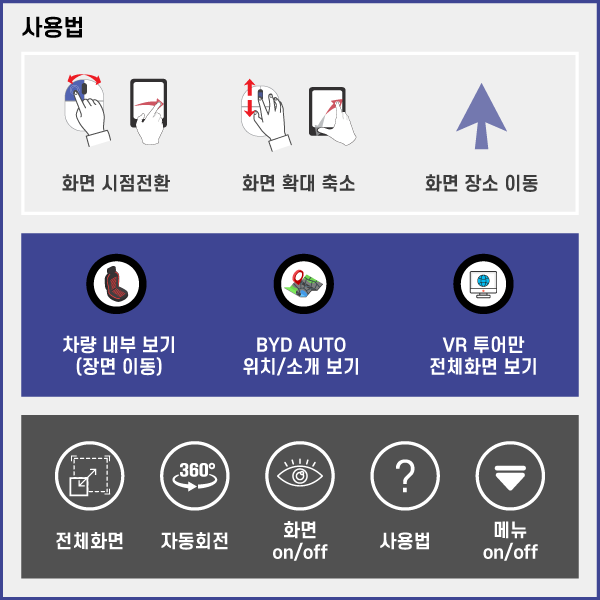 사용법
화면 시점전환
화면 확대 축소
화면 장소 이동
차량 내부 보기
(장면 이동)
BYD AUTO
위치/소개 보기
VR 투어만
전체화면 보기
360°
?
전체화면
자동회전
화면
on/off
사용법
메뉴
on/off